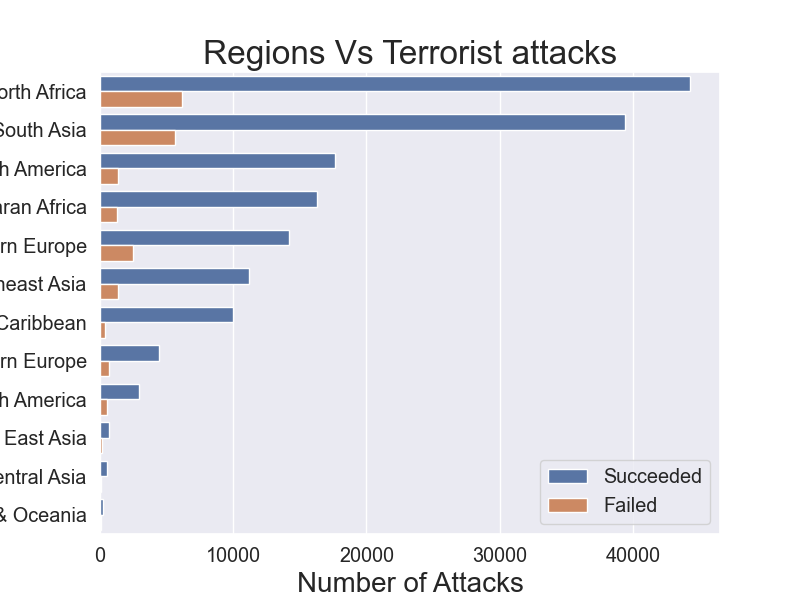 Regions Vs Terrorist attacks
orth Africa
South Asia
h America
aran Africa
rn Europe
heast Asia
Caribbean
rn Europe
h America
East Asia
entral Asia
& Oceania
Succeeded
Failed
0 10000 20000 30000 40000
Number of Attacks